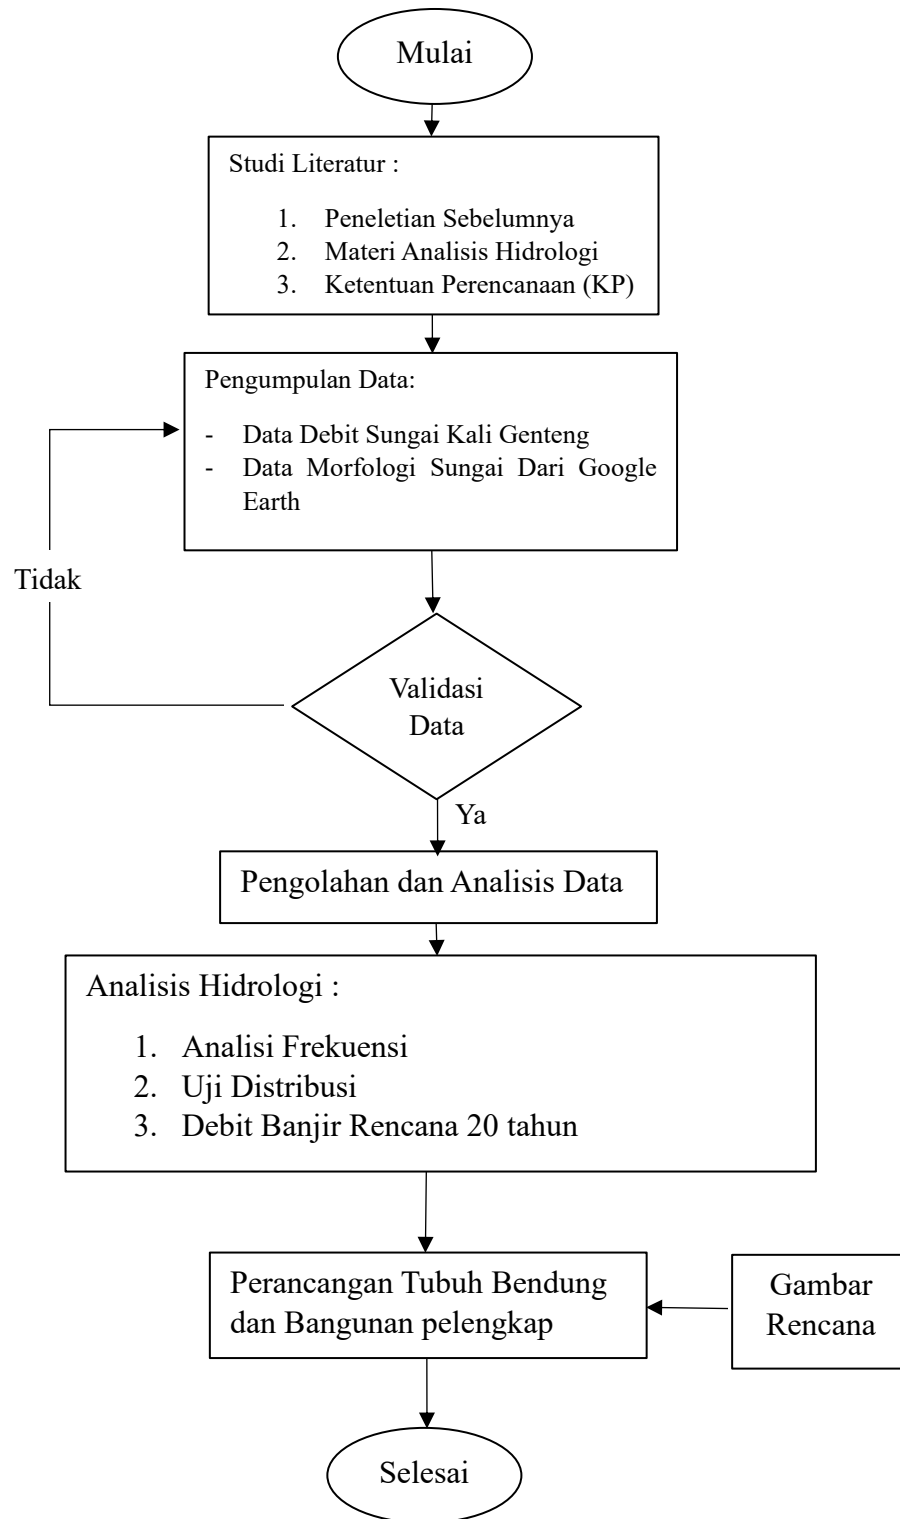 Mulai
Studi Literatur :
1. Peneletian Sebelumnya
2. Materi Analisis Hidrologi
3. Ketentuan Perencanaan (KP)
Pengumpulan Data:
- Data Debit Sungai Kali Genteng
- Data Morfologi Sungai Dari Google
Earth
Tidak
Validasi
Data
Ya
Pengolahan dan Analisis Data
Analisis Hidrologi :
1. Analisi Frekuensi
2. Uji Distribusi
3. Debit Banjir Rencana 20 tahun
Perancangan Tubuh Bendung
dan Bangunan pelengkap
Gambar
Rencana
Selesai